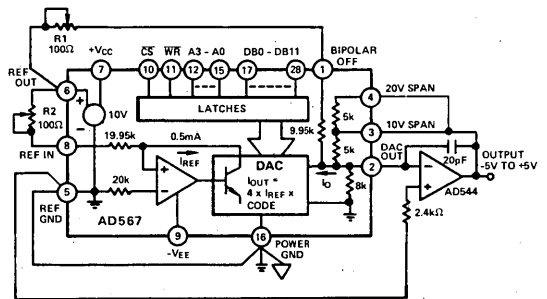 R1
100Ω
+VCC
CS WR A3 - A0 DB0 - DB11
BIPOLAR
OFF
REF
OUT
7 10 11 12 15 17 28 1
6
+
-
10V
R2
100Ω
LATCHES
4 20V SPAN
5k
3 10V SPAN
5k
9.95k
REF IN
8
19.95k
0.5mA
IREF
DAC
IOUT =
4 x IREF x
CODE
IO
DAC
OUT
2
20pF
OUTPUT
-5V TO +5V
AD544
-
+
8k
2.4kΩ
5
REF
GND
20k
+
-
AD567
9
-VEE
16
POWER
GND